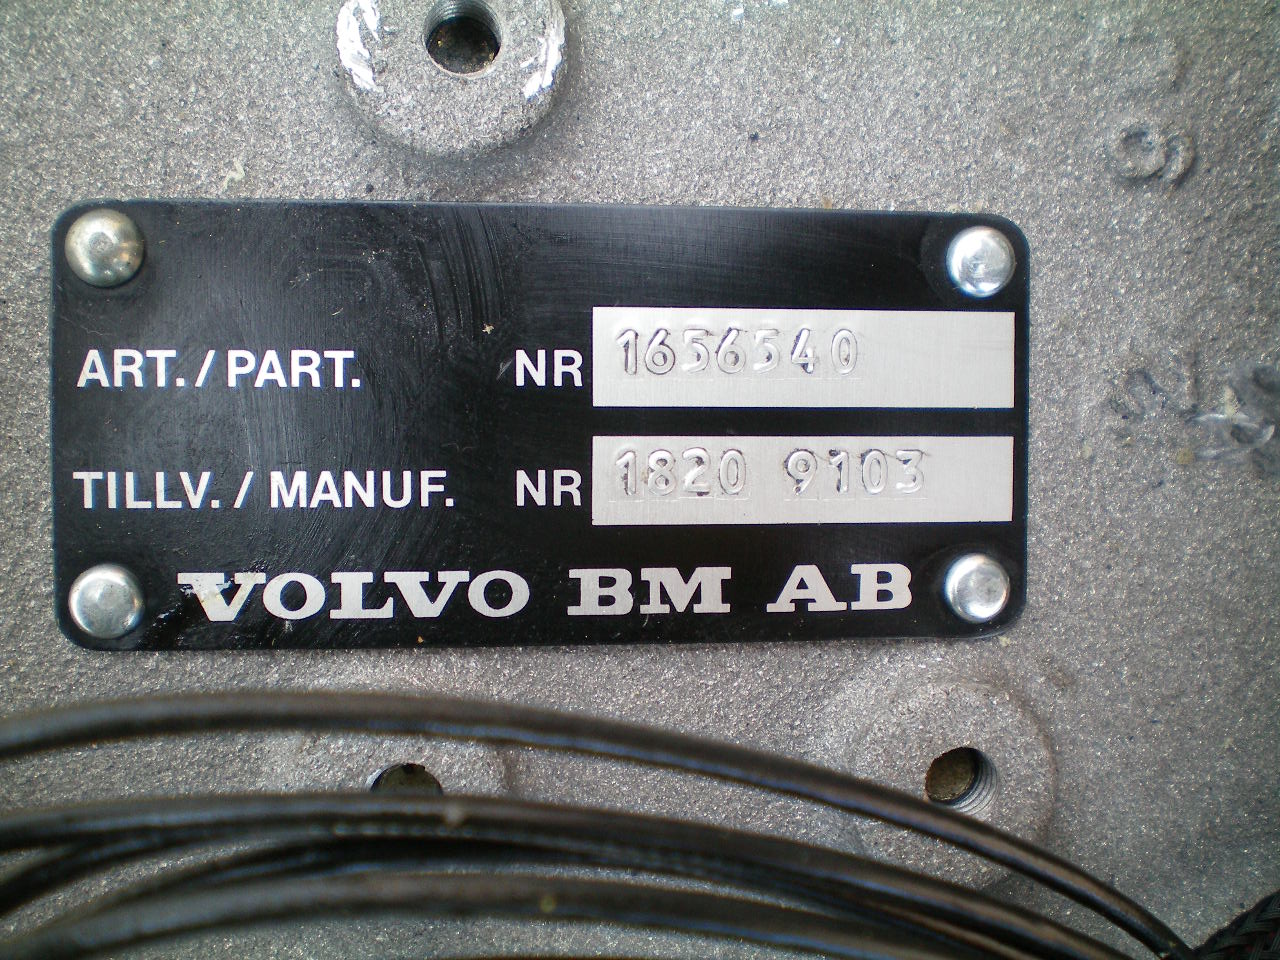 ART./PART. NR 1656540
TILLV./MANUF. NR 1820 9103
VOLVO BM AB